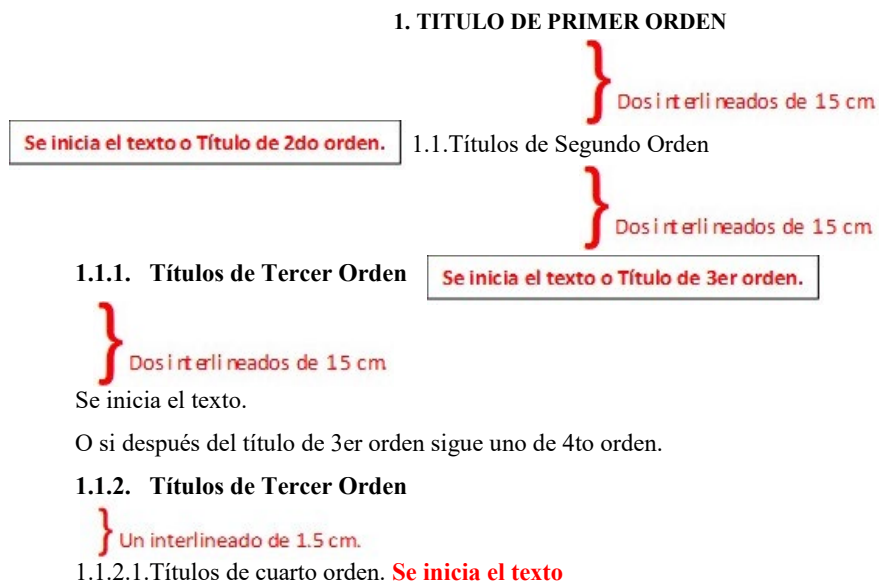 1. TITULO DE PRIMER ORDEN
Dos interlineados de 15 cm.
Se inicia el texto o Título de 2do orden. 1.1.Títulos de Segundo Orden
Dos interlineados de 15 cm.
1.1.1. Títulos de Tercer Orden Se inicia el texto o Título de 3er orden.
Dos interlineados de 15 cm
Se inicia el texto.
O si después del título de 3er orden sigue uno de 4to orden.
1.1.2. Títulos de Tercer Orden
Un interlineado de 1.5 cm.
1.1.2.1.Títulos de cuarto orden. Se inicia el texto